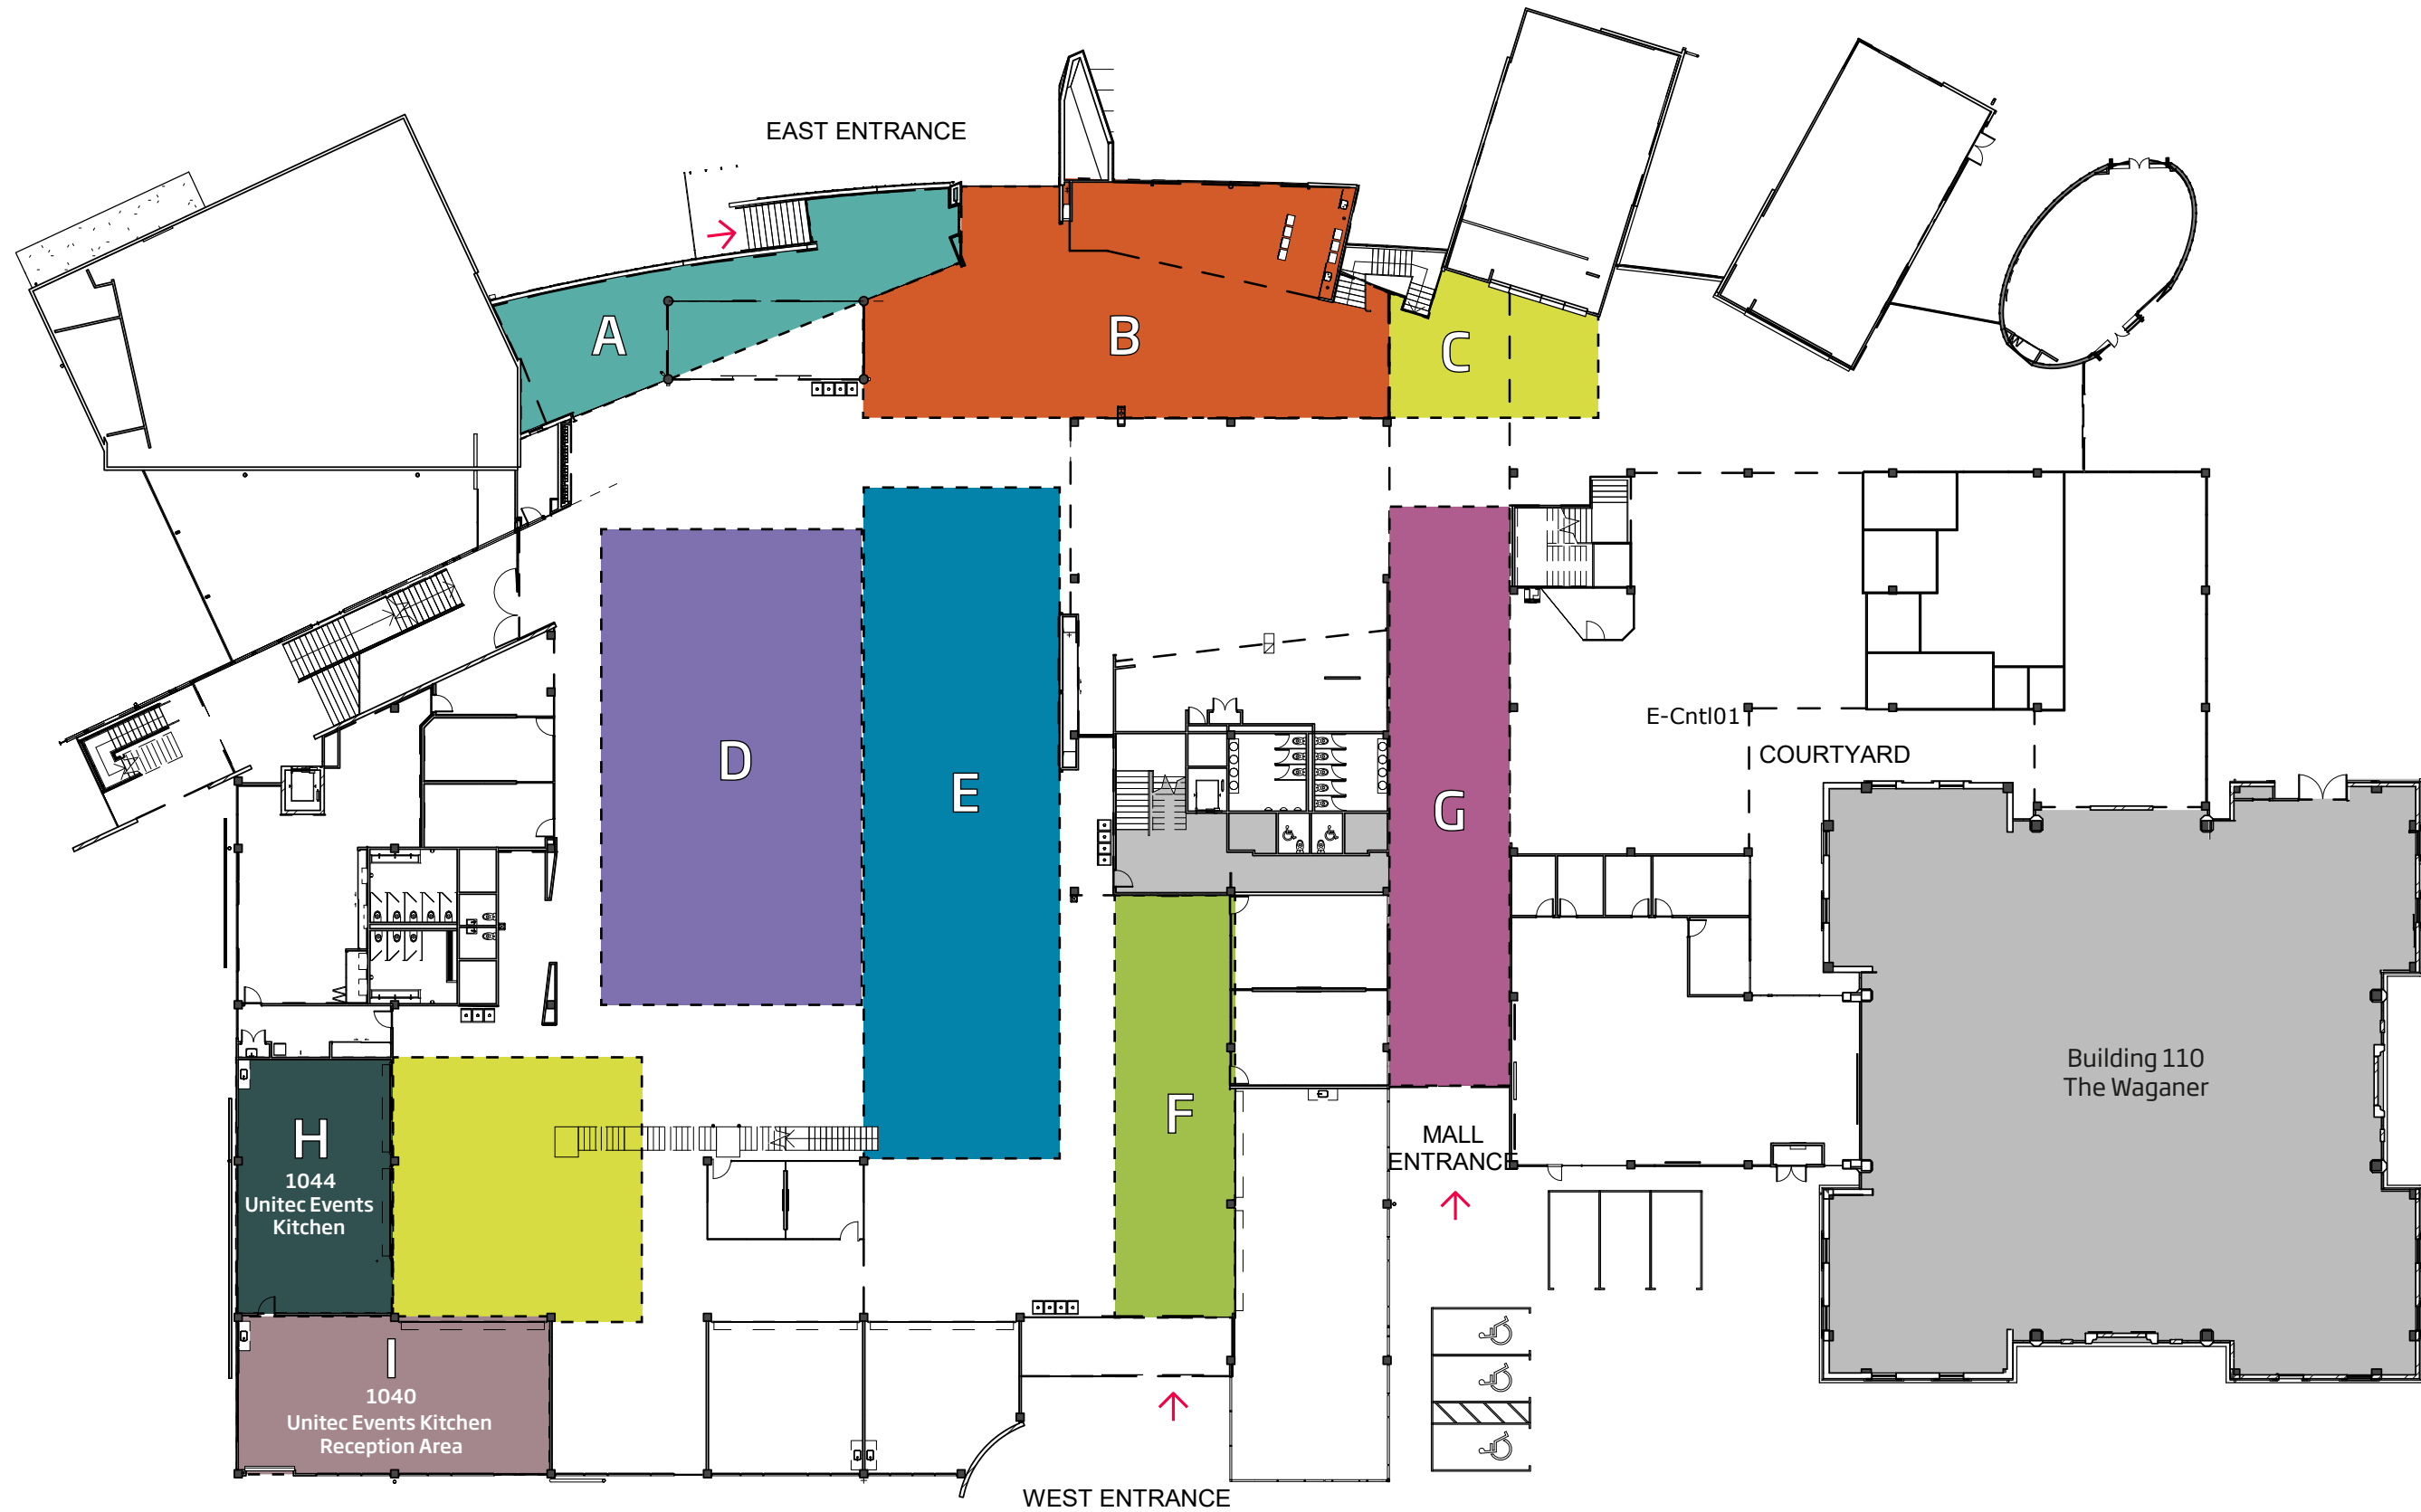 EAST ENTRANCE
A
B
C
D
E
E-Cntl01
COURTYARD
G
Building 110
The Waganer
F
H
1044
Unitec Events
Kitchen
MALL
ENTRANCE
I
1040
Unitec Events Kitchen
Reception Area
WEST ENTRANCE